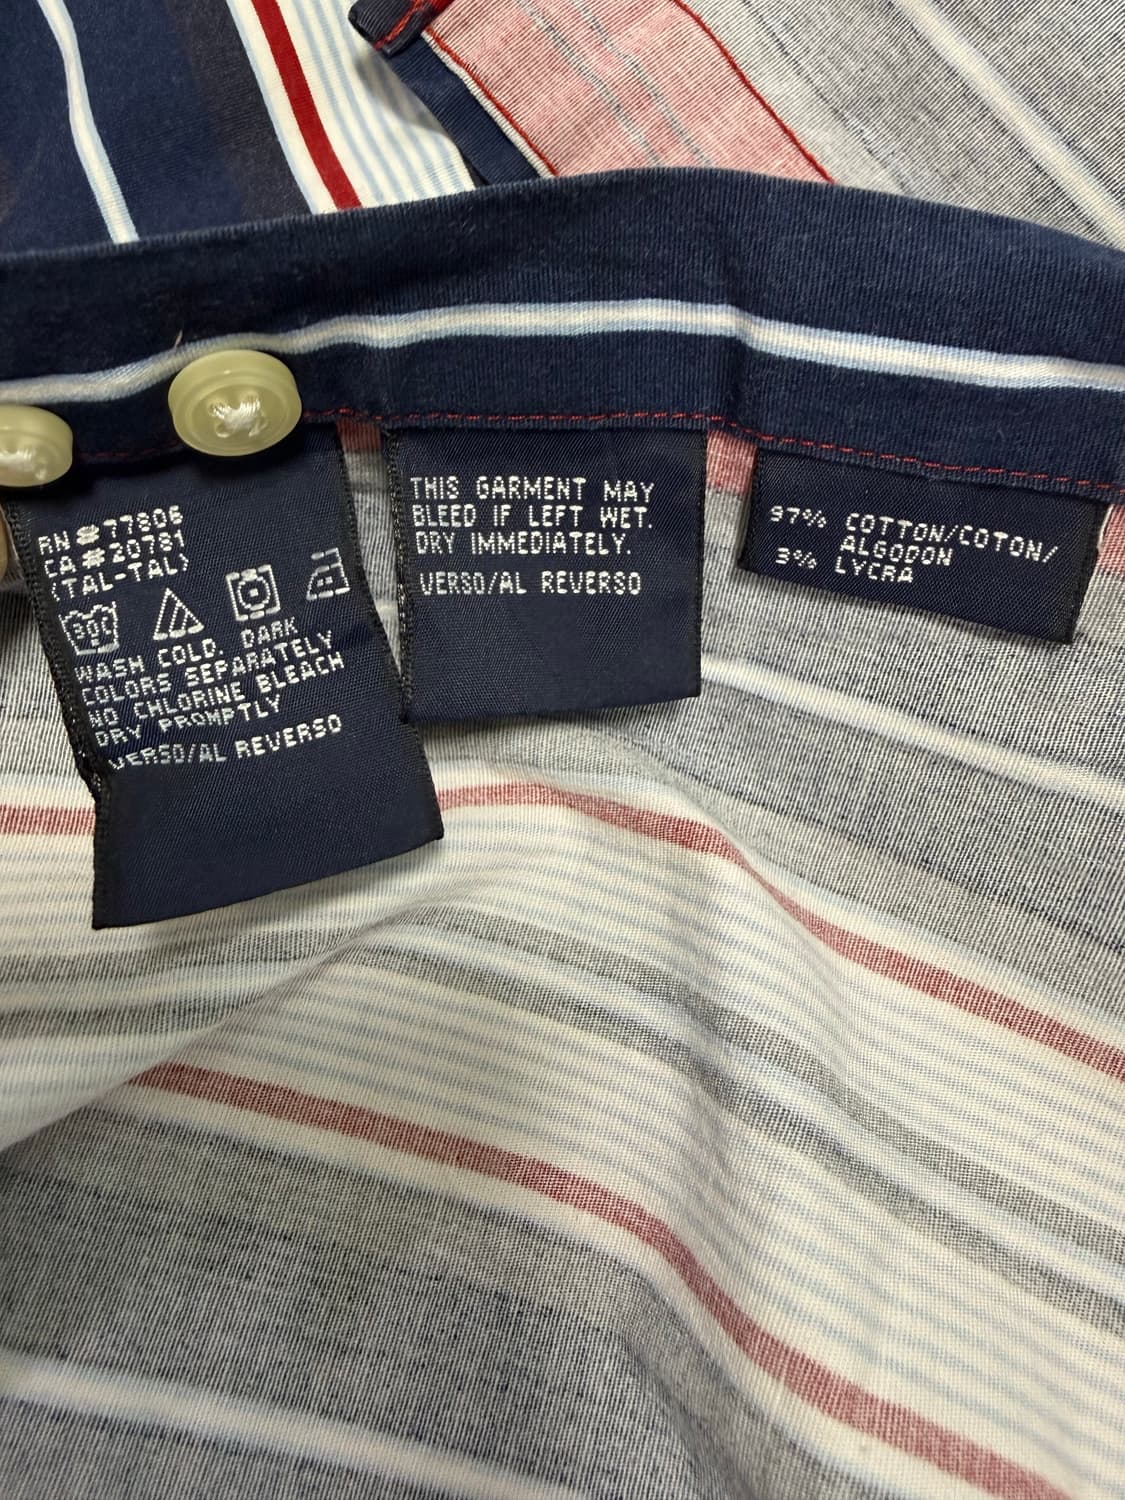 RN #77806
CA #20781
(TAL-TAL)
30C
WASH COLD. DARK
COLORS SEPARATELY
NO CHLORINE BLEACH
DRY PROMPTLY
VERSO/AL REVERSO
THIS GARMENT MAY
BLEED IF LEFT WET.
DRY IMMEDIATELY.
VERSO/AL REVERSO
97% COTTON/COTON/
ALGODON
3% LYCRA